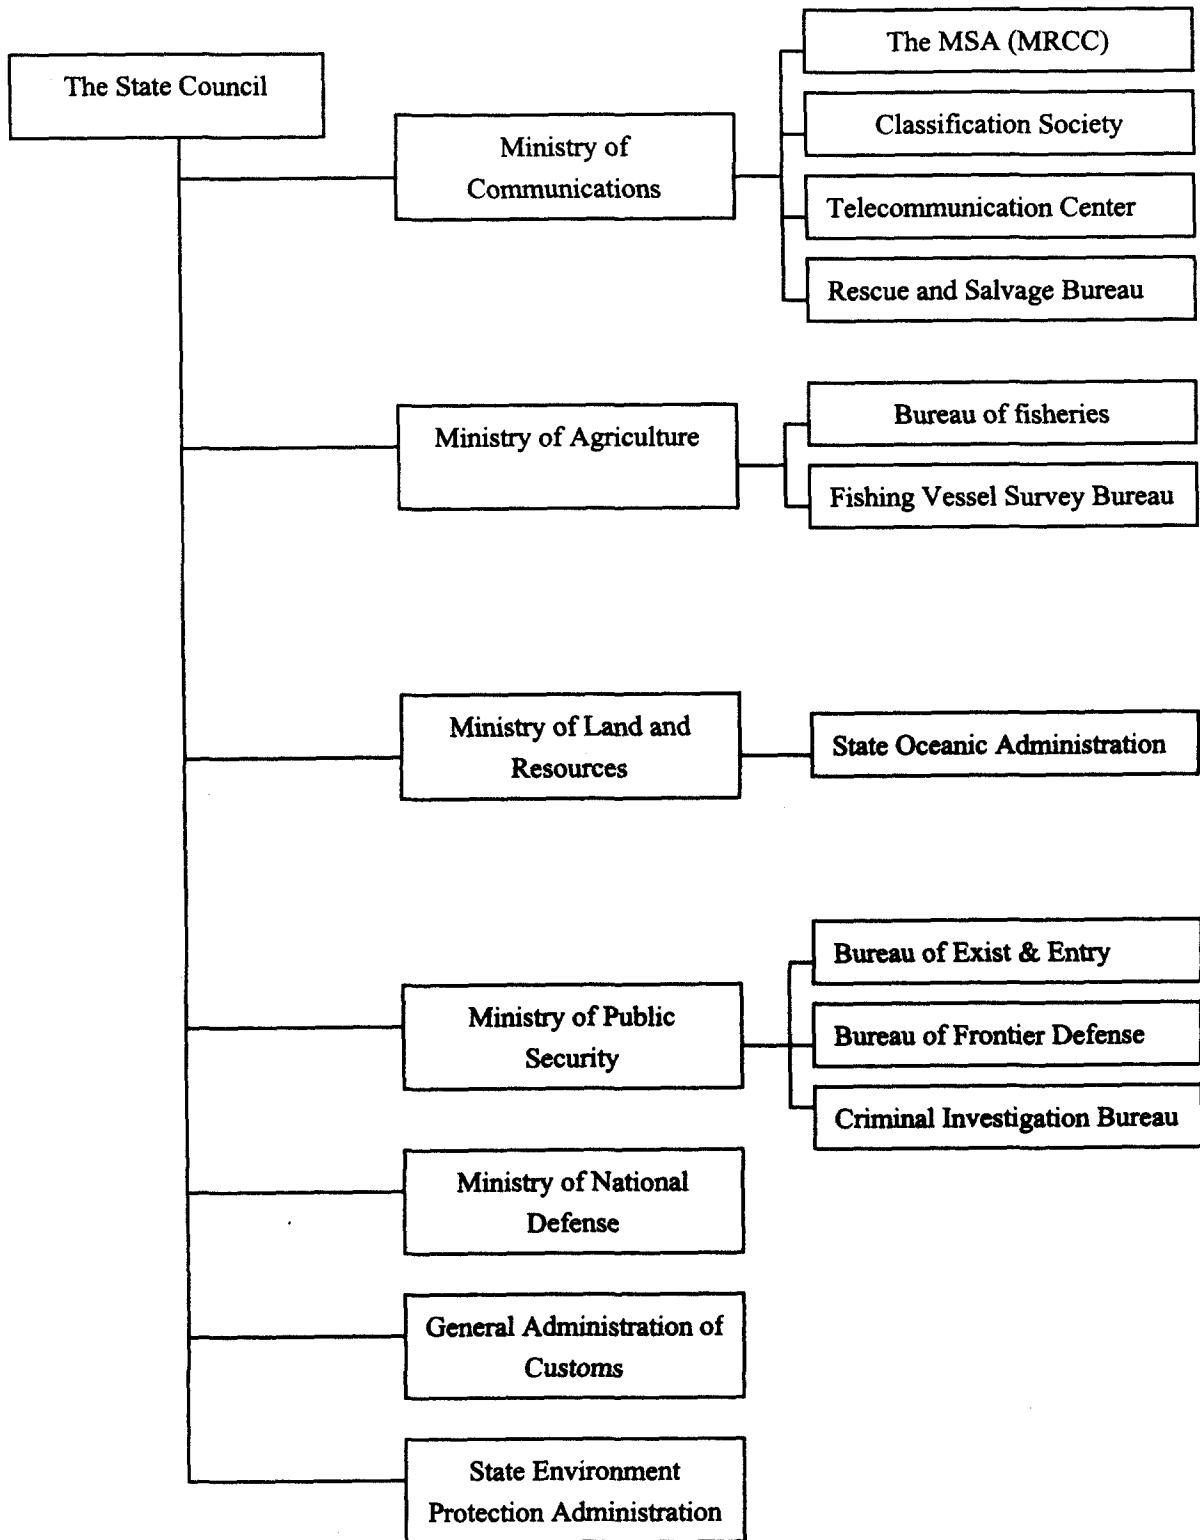 The State Council
Ministry of
Communications
The MSA (MRCC)
Classification Society
Telecommunication Center
Rescue and Salvage Bureau
Ministry of Agriculture
Bureau of fisheries
Fishing Vessel Survey Bureau
Ministry of Land and
Resources
State Oceanic Administration
Ministry of Public
Security
Bureau of Exist & Entry
Bureau of Frontier Defense
Criminal Investigation Bureau
Ministry of National
Defense
General Administration of
Customs
State Environment
Protection Administration